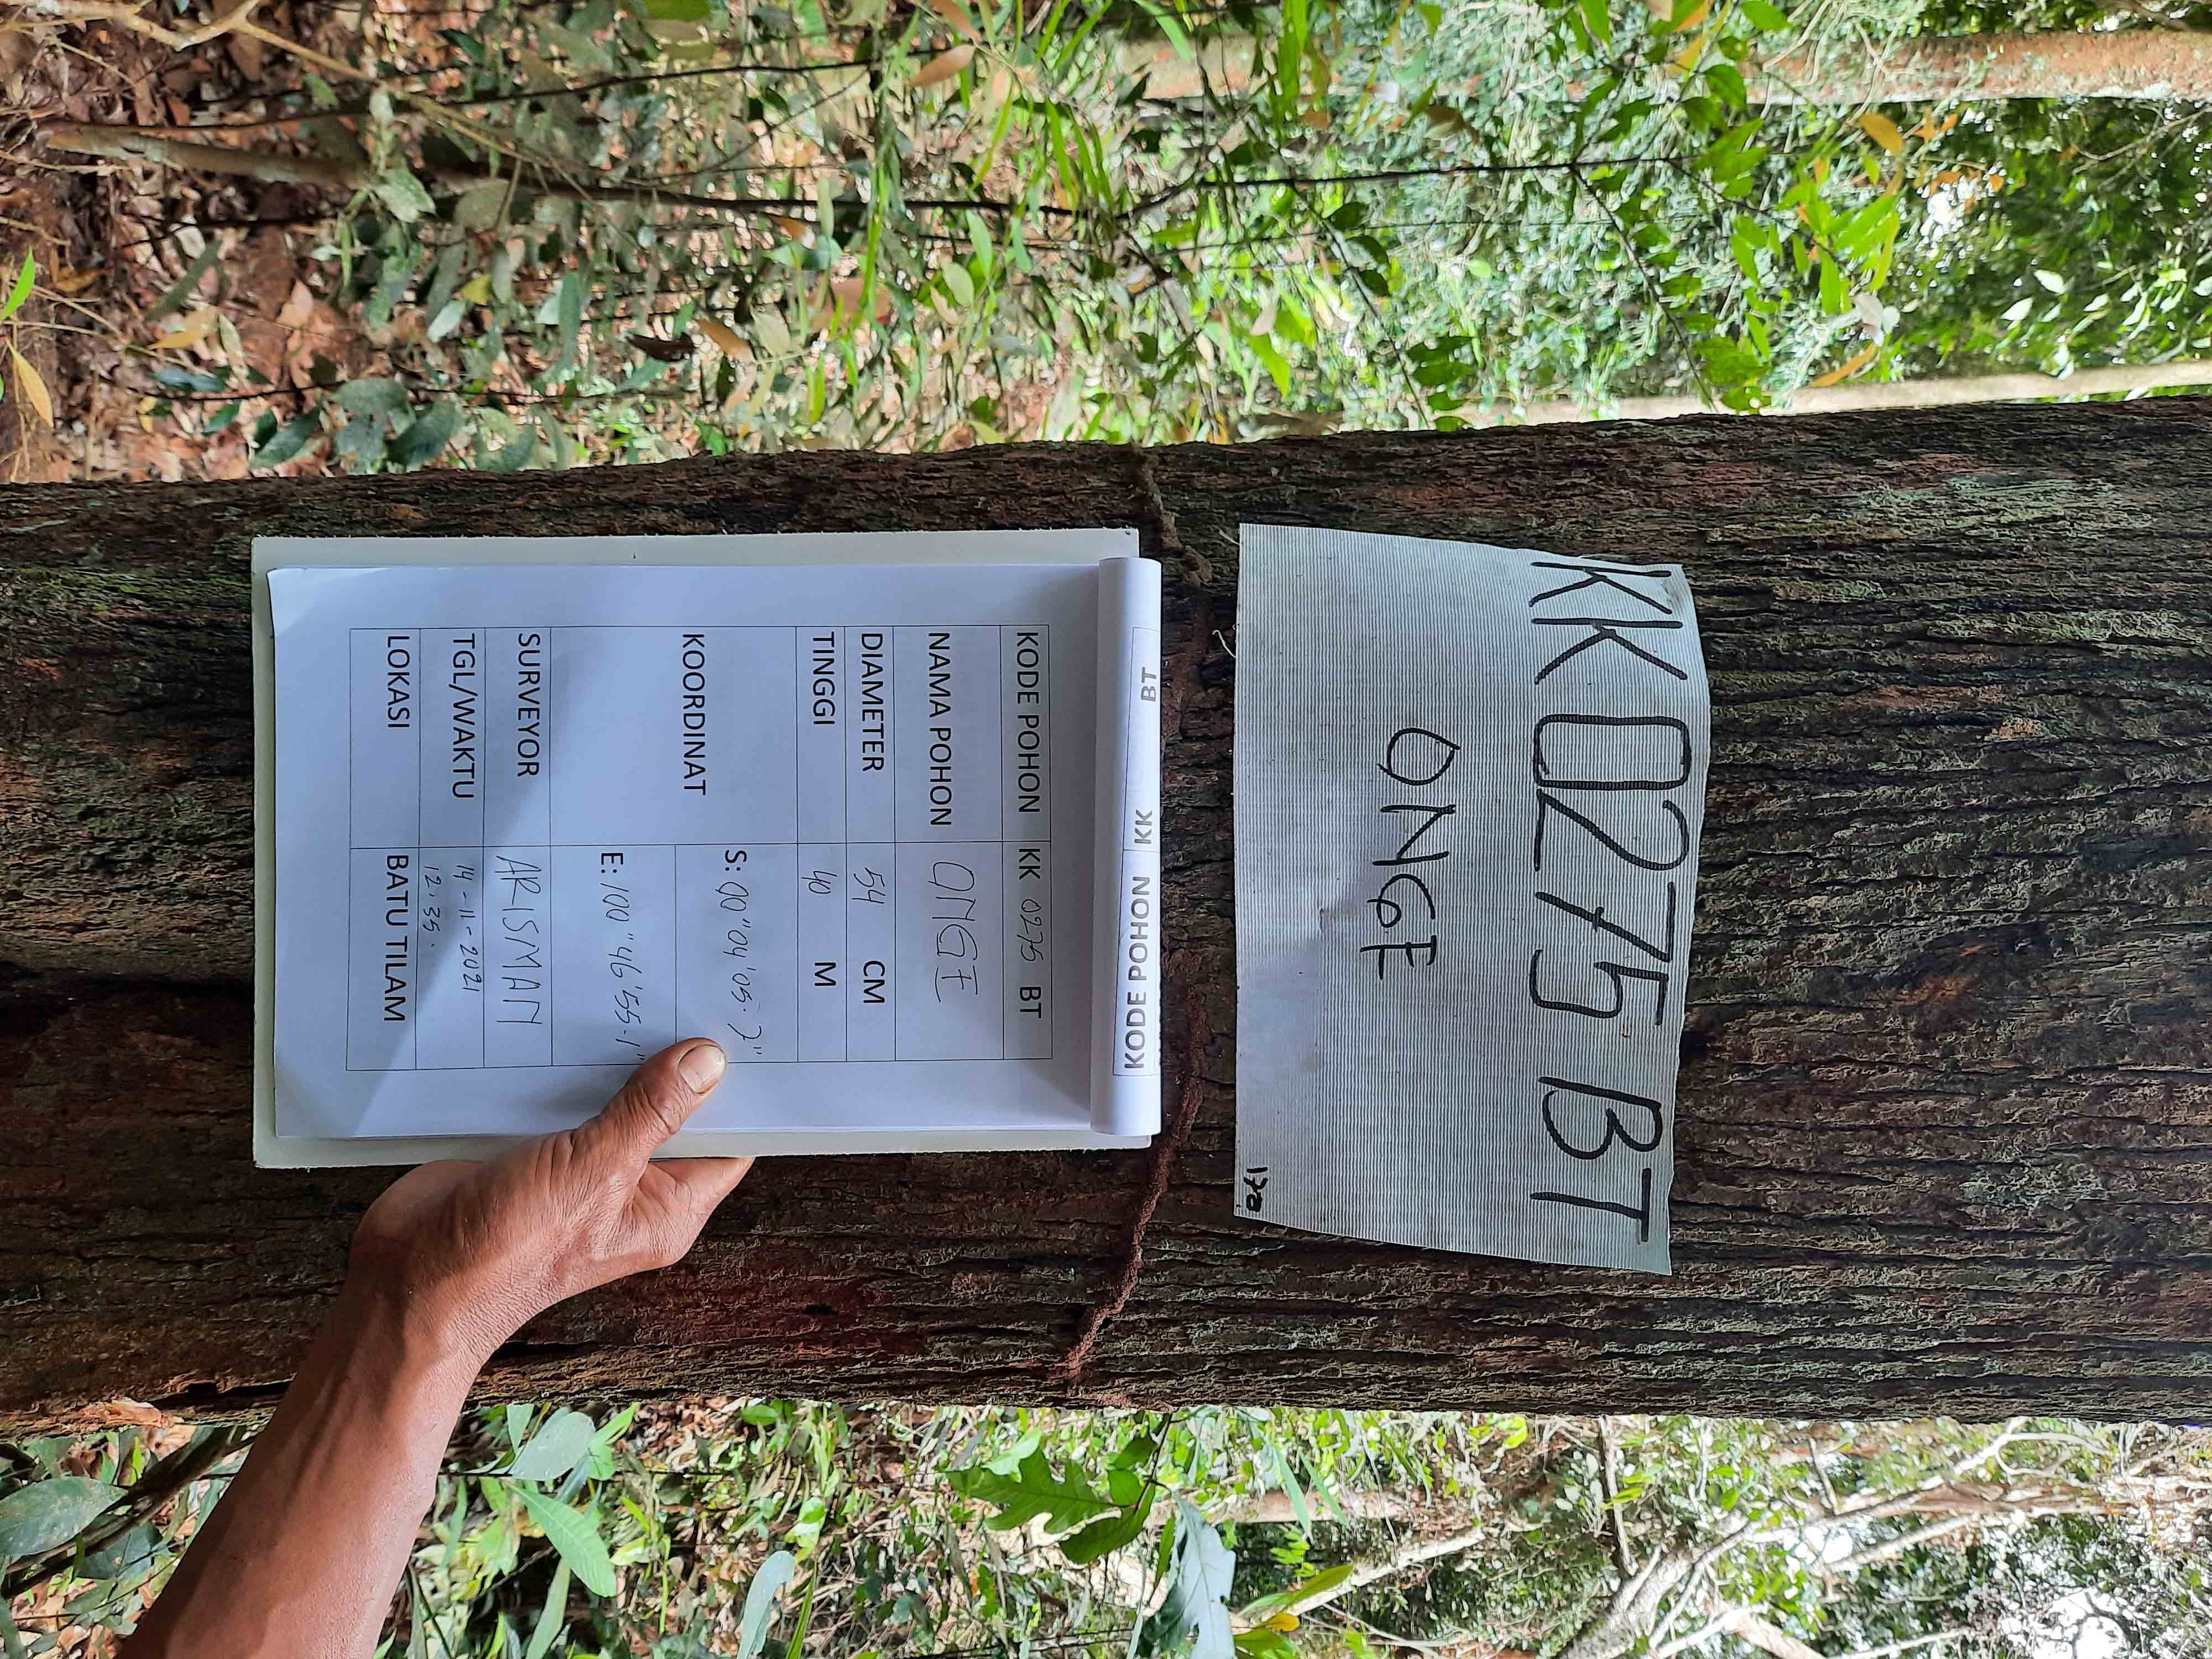 KK0275 BT
ONGE
KODE POHON KK BT
KODE POHON KK 0275 BT
NAMA POHON ONGE
DIAMETER 54 CM
TINGGI 40 M
KOORDINAT S: 00"04'05.7"
E: 100"46'55.1"
SURVEYOR ARISMAN
TGL/WAKTU 14-11-2021
12.35.
LOKASI BATU TILAM